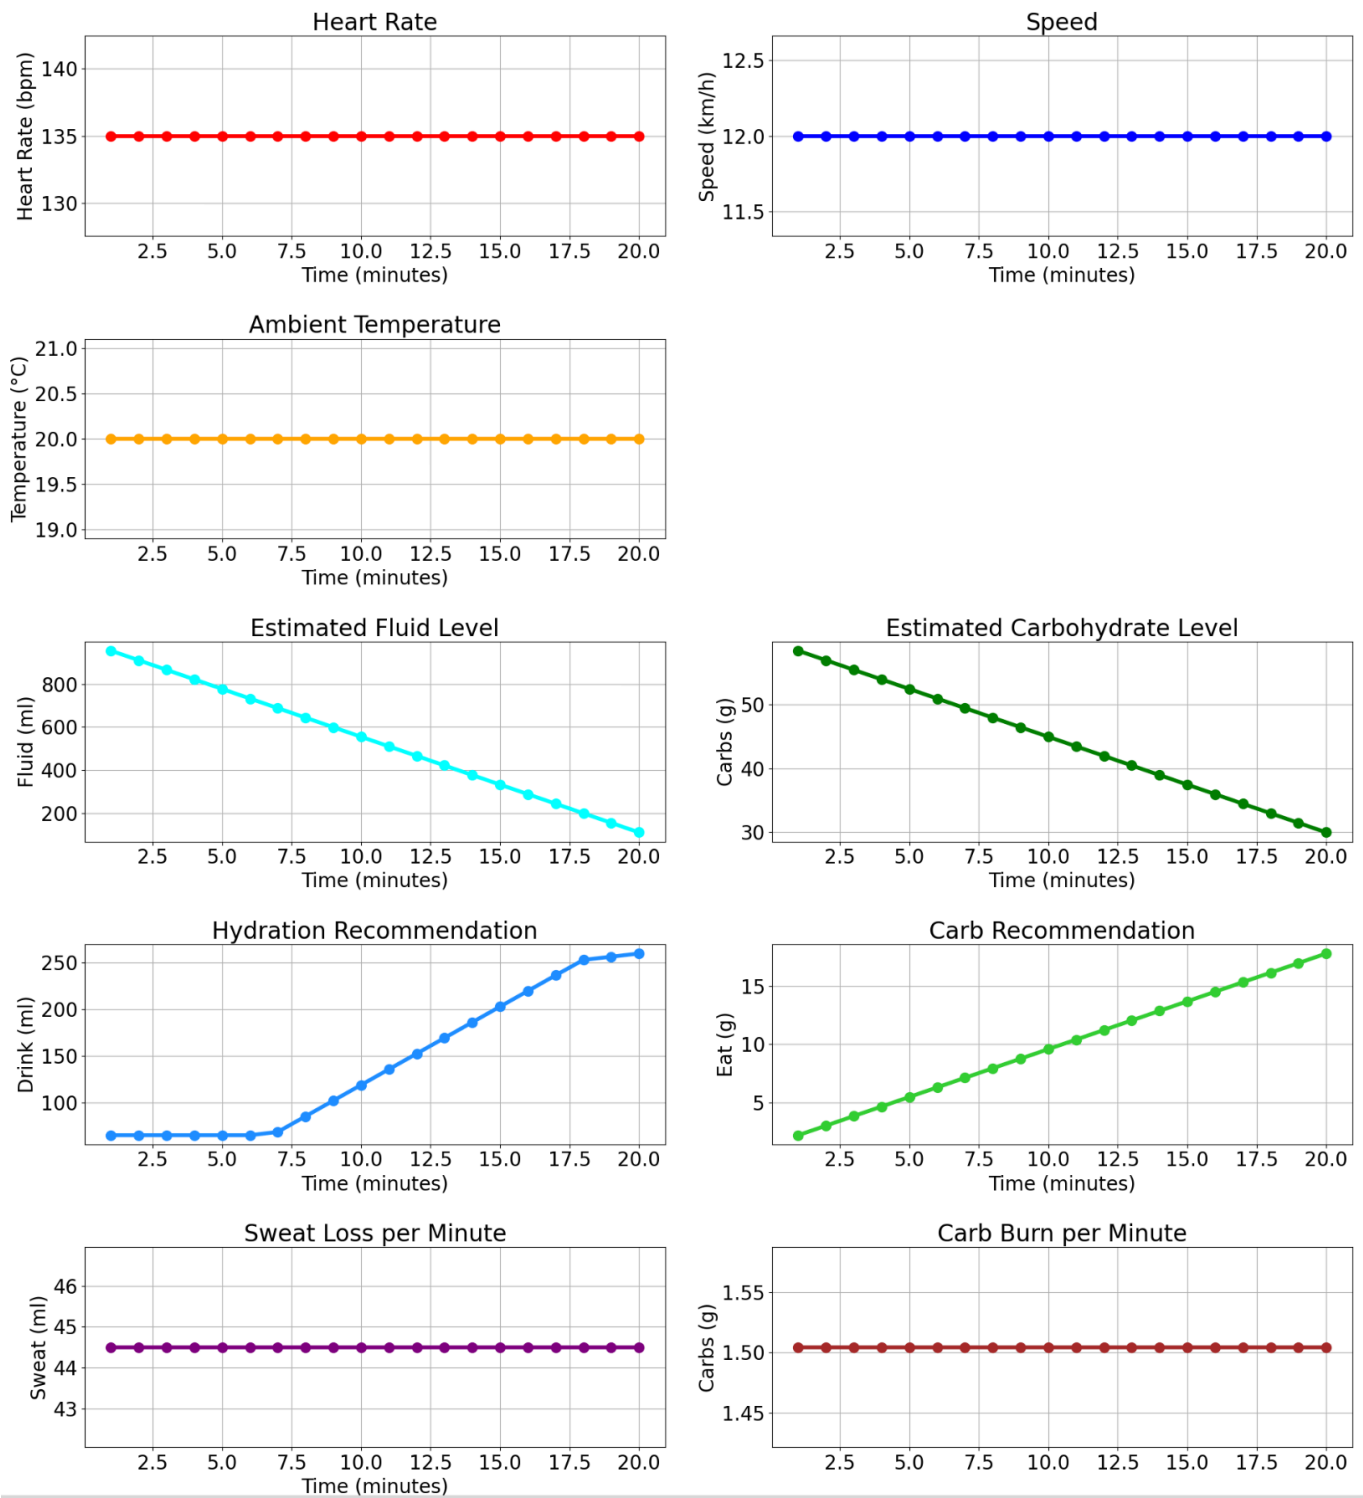 Heart Rate
Heart Rate (bpm)
140
135
130
2.5 5.0 7.5 10.0 12.5 15.0 17.5 20.0
Time (minutes)
Speed
Speed (km/h)
12.5
12.0
11.5
2.5 5.0 7.5 10.0 12.5 15.0 17.5 20.0
Time (minutes)
Ambient Temperature
Temperature (°C)
21.0
20.5
20.0
19.5
19.0
2.5 5.0 7.5 10.0 12.5 15.0 17.5 20.0
Time (minutes)
Estimated Fluid Level
Fluid (ml)
800
600
400
200
2.5 5.0 7.5 10.0 12.5 15.0 17.5 20.0
Time (minutes)
Estimated Carbohydrate Level
Carbs (g)
50
40
30
2.5 5.0 7.5 10.0 12.5 15.0 17.5 20.0
Time (minutes)
Hydration Recommendation
Drink (ml)
250
200
150
100
2.5 5.0 7.5 10.0 12.5 15.0 17.5 20.0
Time (minutes)
Carb Recommendation
Eat (g)
15
10
5
2.5 5.0 7.5 10.0 12.5 15.0 17.5 20.0
Time (minutes)
Sweat Loss per Minute
Sweat (ml)
46
45
44
43
2.5 5.0 7.5 10.0 12.5 15.0 17.5 20.0
Time (minutes)
Carb Burn per Minute
Carbs (g)
1.55
1.50
1.45
2.5 5.0 7.5 10.0 12.5 15.0 17.5 20.0